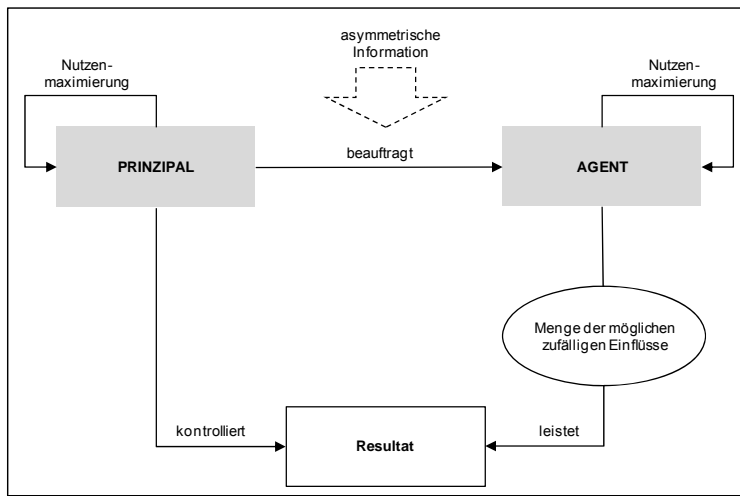 asymmetrische
Information
Nutzen-
maximierung
Nutzen-
maximierung
PRINZIPAL
beauftragt
AGENT
Menge der möglichen
zufälligen Einflüsse
kontrolliert
Resultat
leistet